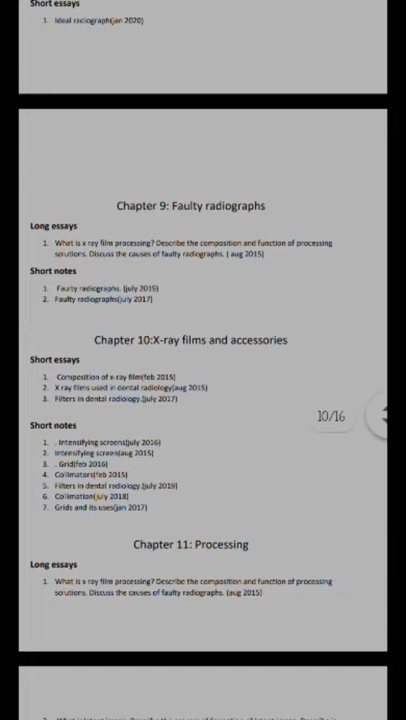 Short essays
1. Ideal radiograph(jan 2020)
Chapter 9: Faulty radiographs
Long essays
1. What is x ray film processing? Describe the composition and function of processing
solutions. Discuss the causes of faulty radiographs. ( aug 2015)
Short notes
1. Faulty radiographs. (july 2019)
2. Faulty radiographs(july 2017)
Chapter 10:X-ray films and accessories
Short essays
1. Composition of x-ray film(feb 2015)
2. X ray films used in dental radiology(aug 2015)
3. Filters in dental radiology.(july 2017)
10/16
Short notes
1. . Intensifying screens(july 2016)
2. Intensifying screen(aug 2015)
3. . Grid(feb 2016)
4. Collimators(feb 2015)
5. Filters in dental radiology.(july 2019)
6. Collimation(july 2018)
7. Grids and its uses(jan 2017)
Chapter 11: Processing
Long essays
1. What is x ray film processing? Describe the composition and function of processing
solutions. Discuss the causes of faulty radiographs. (aug 2015)